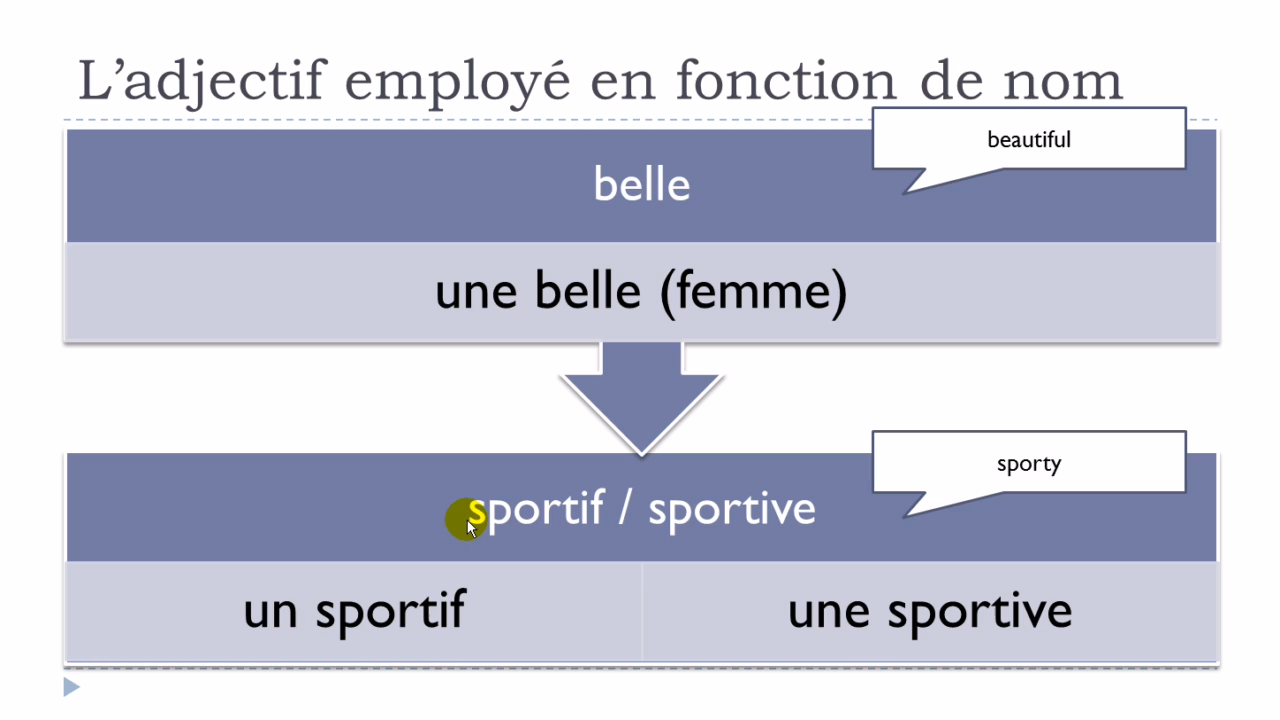 L’adjectif employé en fonction de nom
beautiful
belle
une belle (femme)
sporty
sportif / sportive
un sportif
une sportive